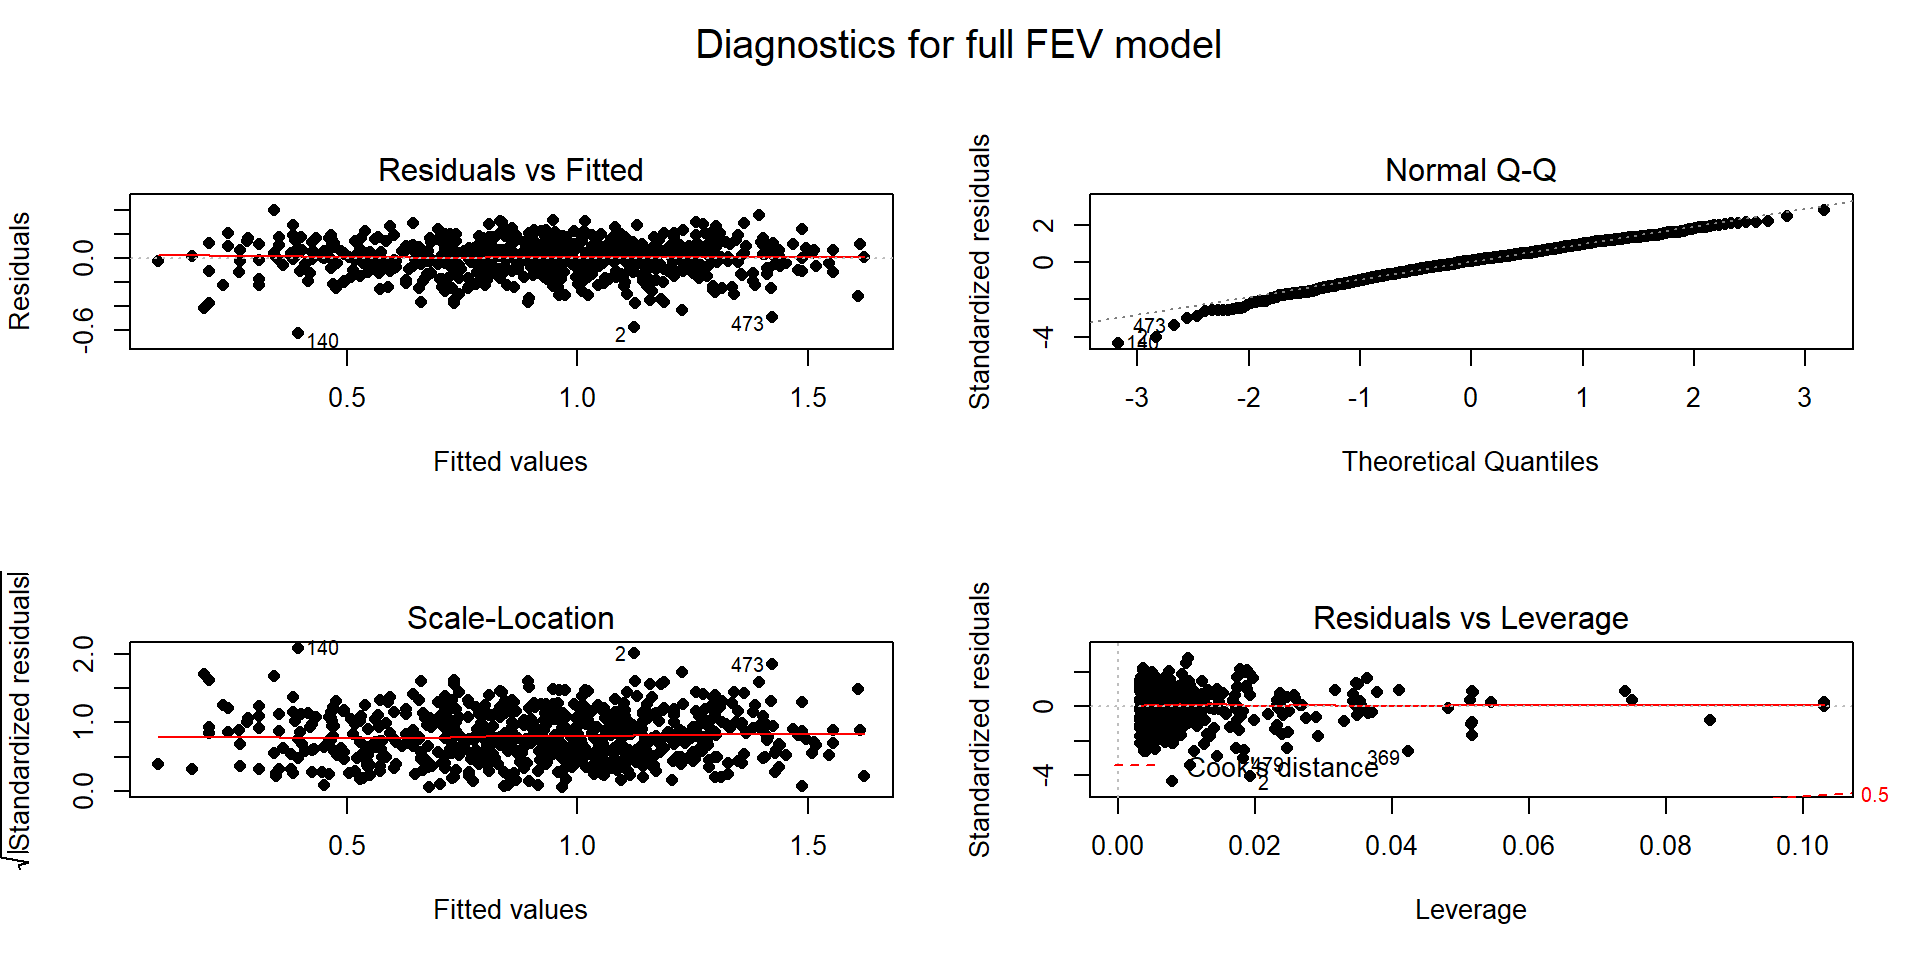 Diagnostics for full FEV model
Residuals vs Fitted
Residuals
0.0
-0.6
140
2
473
0.5 1.0 1.5
Fitted values
Normal Q-Q
Standardized residuals
2
0
-4
473
2
140
-3 -2 -1 0 1 2 3
Theoretical Quantiles
Scale-Location
√|Standardized residuals|
2.0
1.0
0.0
140
2
473
0.5 1.0 1.5
Fitted values
Residuals vs Leverage
Standardized residuals
0
-4
369
479
Cook's distance
2
0.5
0.00 0.02 0.04 0.06 0.08 0.10
Leverage